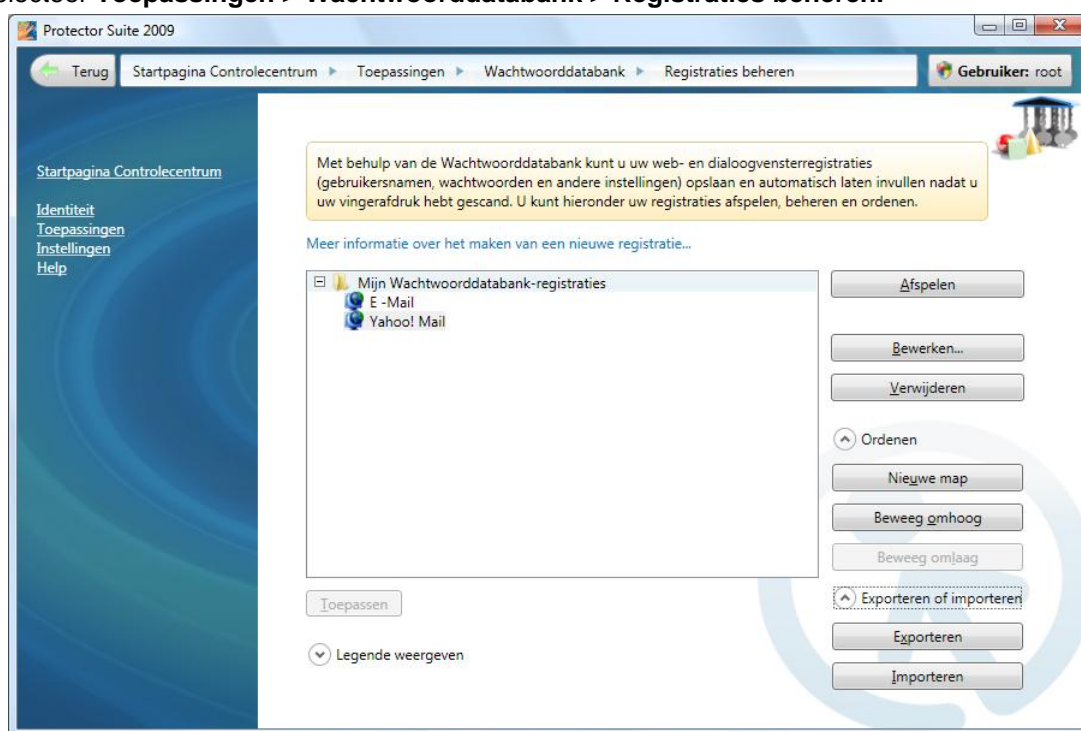 Toepassingen > Wachtwoorddatabank > Registraties beheren.
Protector Suite 2009
Terug
Startpagina Controlecentrum
Toepassingen
Wachtwoorddatabank
Registraties beheren
Gebruiker: root
Startpagina Controlecentrum
Identiteit
Toepassingen
Instellingen
Help
Met behulp van de Wachtwoorddatabank kunt u uw web- en dialoogvensterregistraties
(gebruikersnamen, wachtwoorden en andere instellingen) opslaan en automatisch laten invullen nadat u
uw vingerafdruk hebt gescand. U kunt hieronder uw registraties afspelen, beheren en ordenen.
Meer informatie over het maken van een nieuwe registratie...
Mijn Wachtwoorddatabank-registraties
E -Mail
Yahoo! Mail
Afspelen
Bewerken...
Verwijderen
Ordenen
Nieuwe map
Beweeg omhoog
Beweeg omlaag
Exporteren of importeren
Exporteren
Importeren
Toepassen
Legende weergeven